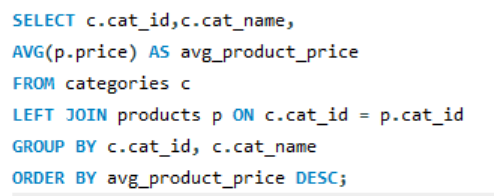 SELECT c.cat_id,c.cat_name,
AVG(p.price) AS avg_product_price
FROM categories c
LEFT JOIN products p ON c.cat_id = p.cat_id
GROUP BY c.cat_id, c.cat_name
ORDER BY avg_product_price DESC;